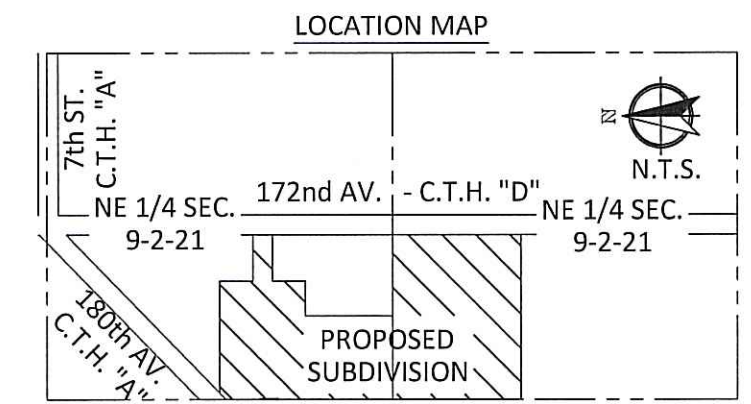 LOCATION MAP
7th ST.
C.T.H. "A"
N
N.T.S.
172nd AV. - C.T.H. "D"
NE 1/4 SEC.
9-2-21
NE 1/4 SEC.
9-2-21
180th AV.
C.T.H. "A"
PROPOSED
SUBDIVISION